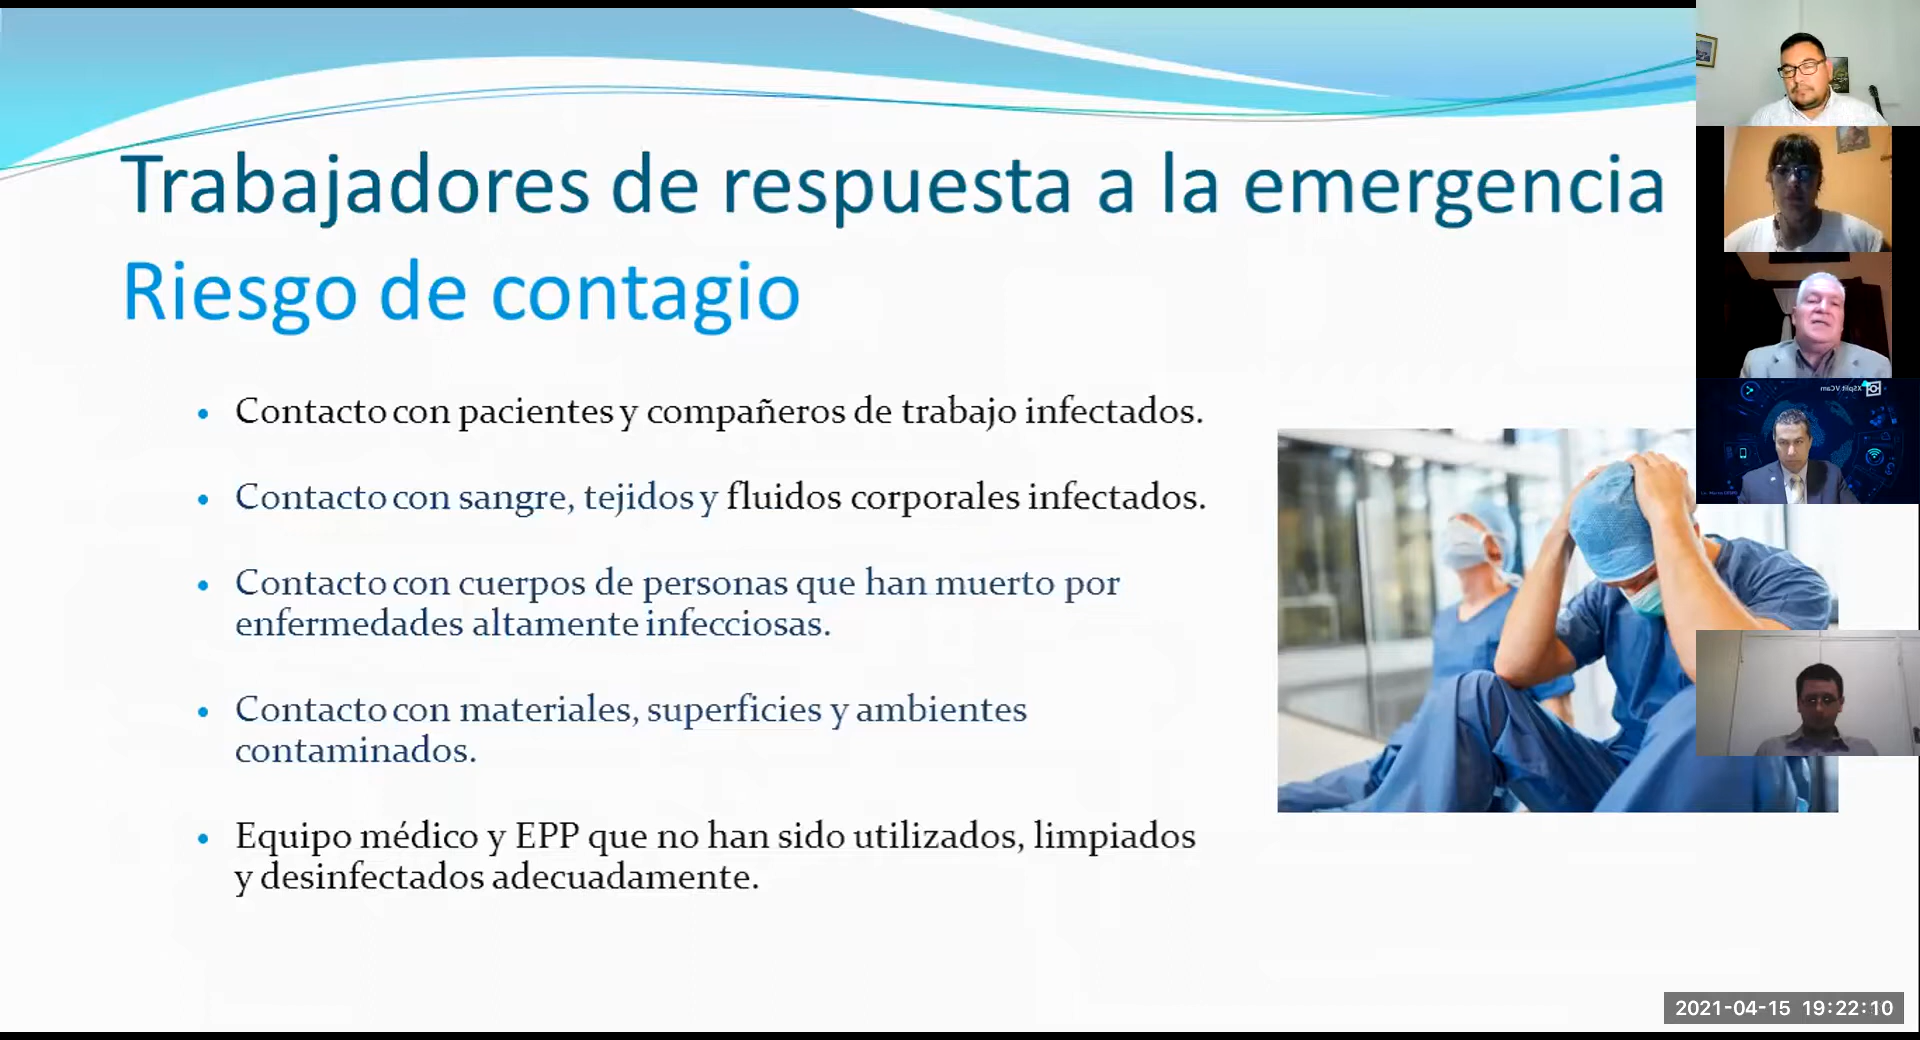 Trabajadores de respuesta a la emergencia
Riesgo de contagio
• Contacto con pacientes y compañeros de trabajo infectados.
• Contacto con sangre, tejidos y fluidos corporales infectados.
• Contacto con cuerpos de personas que han muerto por
enfermedades altamente infecciosas.
• Contacto con materiales, superficies y ambientes
contaminados.
• Equipo médico y EPP que no han sido utilizados, limpiados
y desinfectados adecuadamente.
XSplit VCam
2021-04-15 19:22:10